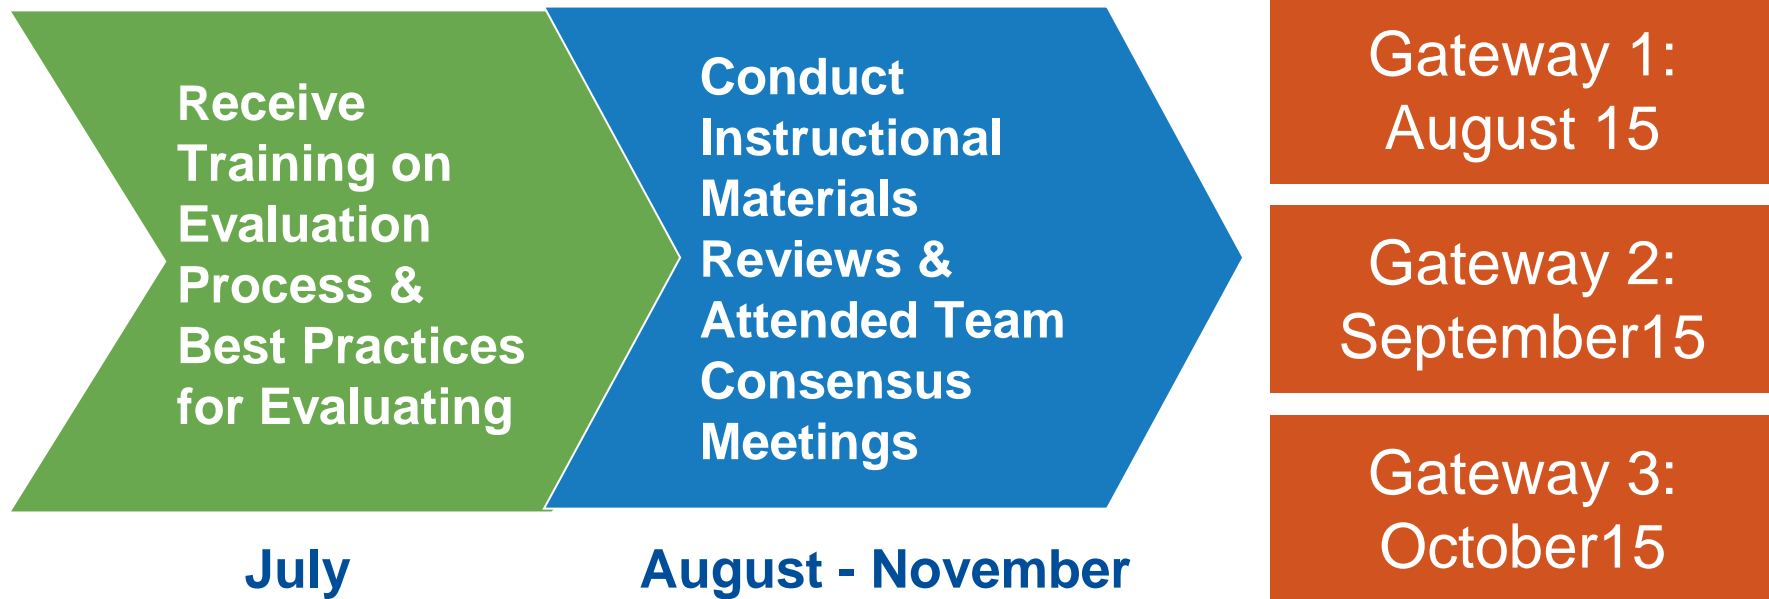 Receive
Training on
Evaluation
Process &
Best Practices
for Evaluating
July
Conduct
Instructional
Materials
Reviews &
Attended Team
Consensus
Meetings
August - November
Gateway 1:
August 15
Gateway 2:
September15
Gateway 3:
October15